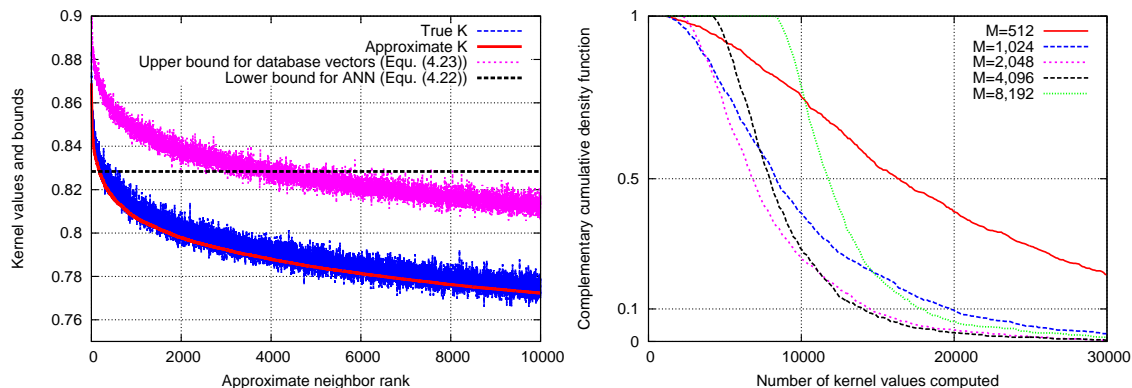 0.9
0.88
0.86
0.84
0.82
0.8
0.78
0.76
0
2000
4000
6000
8000
10000
Kernel values and bounds
Approximate neighbor rank
True K
Approximate K
Upper bound for database vectors (Equ. (4.23))
Lower bound for ANN (Equ. (4.22))
1
0.5
0.1
0
10000
20000
30000
Complementary cumulative density function
Number of kernel values computed
M=512
M=1,024
M=2,048
M=4,096
M=8,192